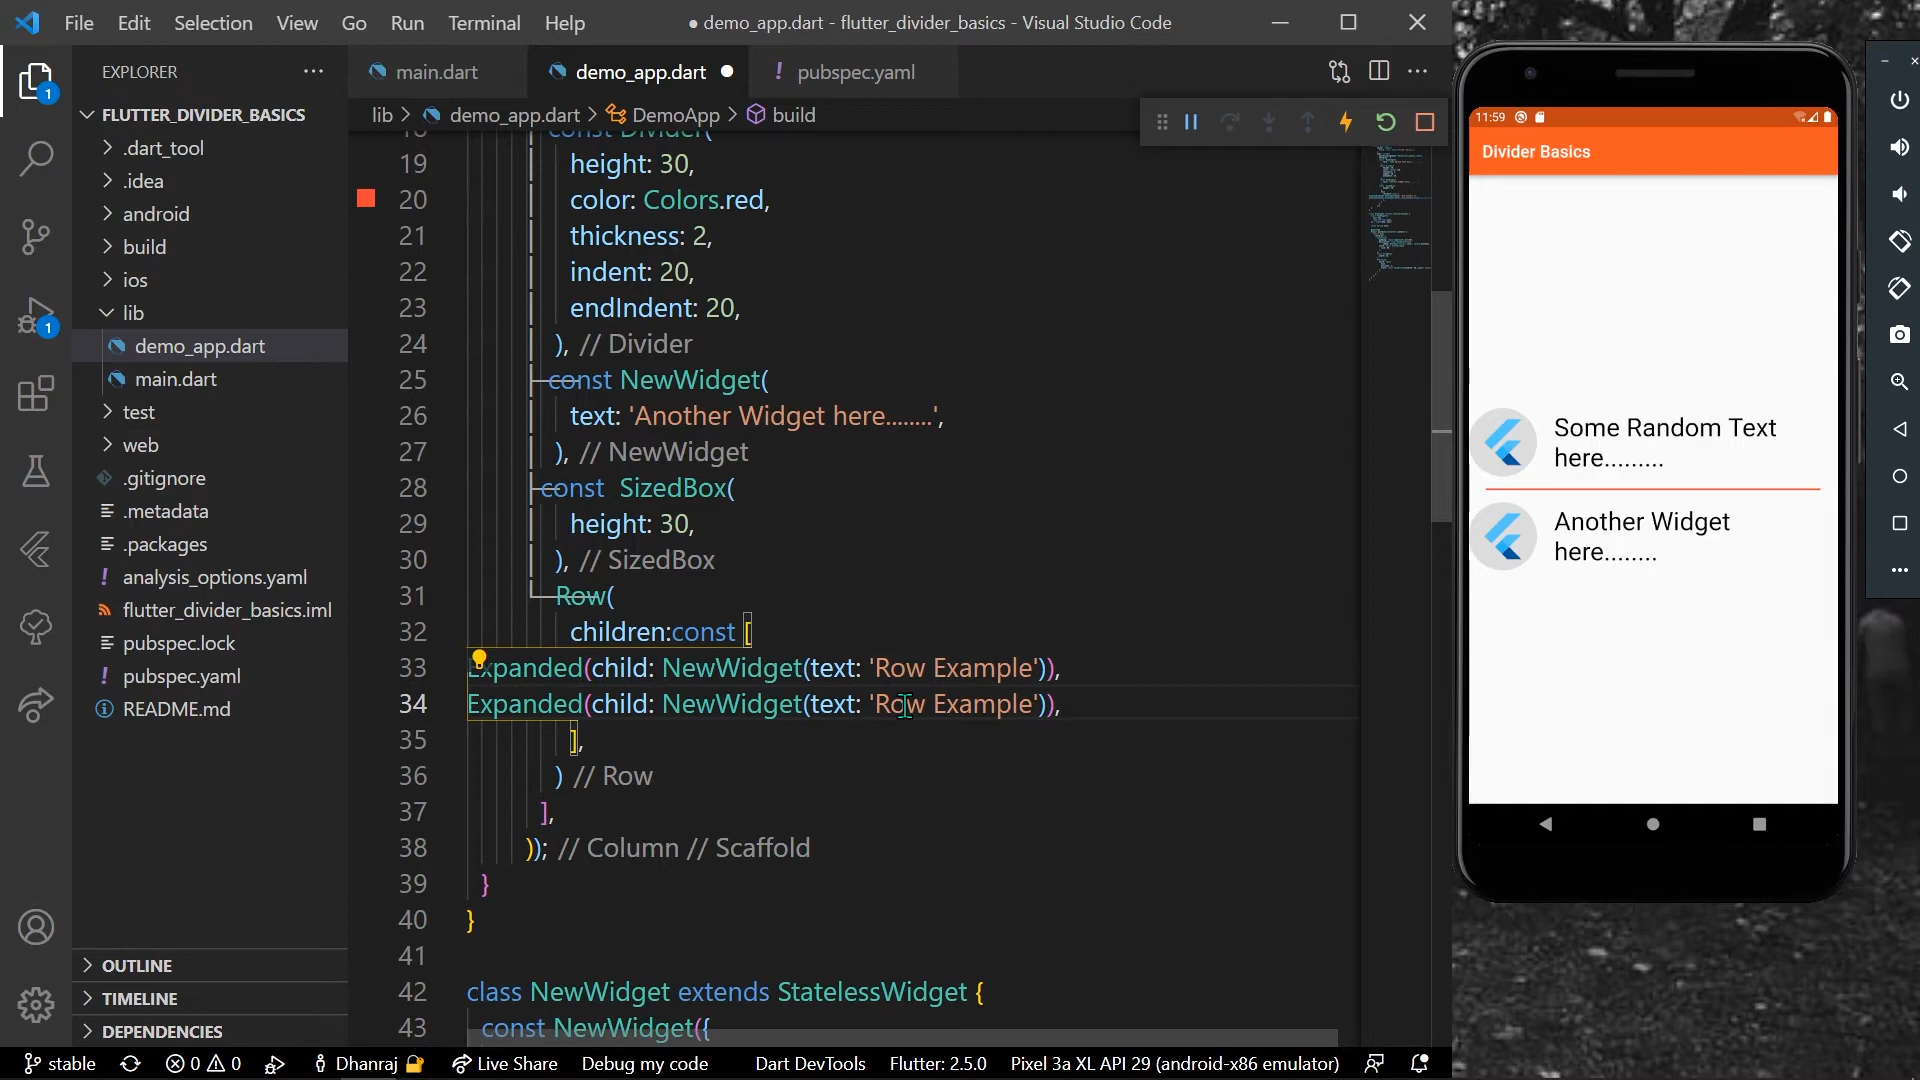 File Edit Selection View Go Run Terminal Help
● demo_app.dart - flutter_divider_basics - Visual Studio Code
EXPLORER
main.dart
demo_app.dart
! pubspec.yaml
lib > demo_app.dart > DemoApp > build
FLUTTER_DIVIDER_BASICS
.dart_tool
.idea
android
build
ios
lib
demo_app.dart
main.dart
test
web
.gitignore
.metadata
.packages
! analysis_options.yaml
flutter_divider_basics.iml
pubspec.lock
! pubspec.yaml
README.md
OUTLINE
TIMELINE
DEPENDENCIES
1
1
18 const Divider(
19 height: 30,
20 color: Colors.red,
21 thickness: 2,
22 indent: 20,
23 endIndent: 20,
24 ), // Divider
25 const NewWidget(
26 text: 'Another Widget here........',
27 ), // NewWidget
28 const SizedBox(
29 height: 30,
30 ), // SizedBox
31 Row(
32 children:const [
33 Expanded(child: NewWidget(text: 'Row Example')),
34 Expanded(child: NewWidget(text: 'Row Example')),
35 ],
36 ) // Row
37 ],
38 )); // Column // Scaffold
39 }
40 }
41
42 class NewWidget extends StatelessWidget {
43 const NewWidget({
11:59
Divider Basics
Some Random Text
here.........
Another Widget
here........
stable 0 0 Dhanraj Live Share Debug my code Dart DevTools Flutter: 2.5.0 Pixel 3a XL API 29 (android-x86 emulator)